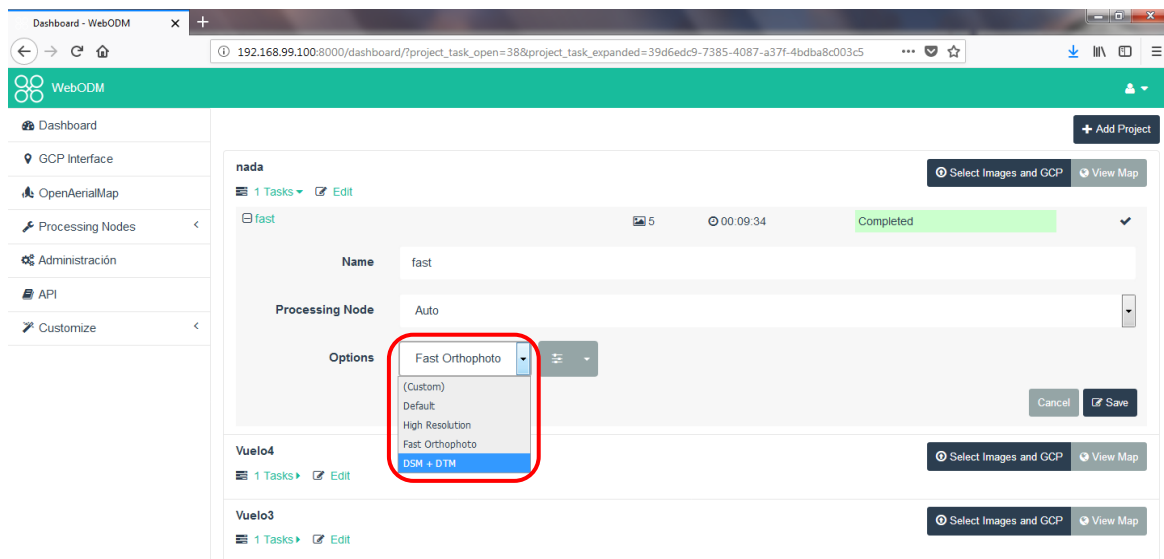 Dashboard - WebODM
192.168.99.100:8000/dashboard/?project_task_open=38&project_task_expanded=39d6edc9-7385-4087-a37f-4bdba8c003c5
WebODM
Dashboard
GCP Interface
OpenAerialMap
Processing Nodes
Administración
API
Customize
+ Add Project
nada
Select Images and GCP
View Map
1 Tasks
Edit
fast
5
00:09:34
Completed
Name
fast
Processing Node
Auto
Options
Fast Orthophoto
(Custom)
Default
High Resolution
Fast Orthophoto
DSM + DTM
Cancel
Save
Vuelo4
Select Images and GCP
View Map
1 Tasks
Edit
Vuelo3
Select Images and GCP
View Map
1 Tasks
Edit